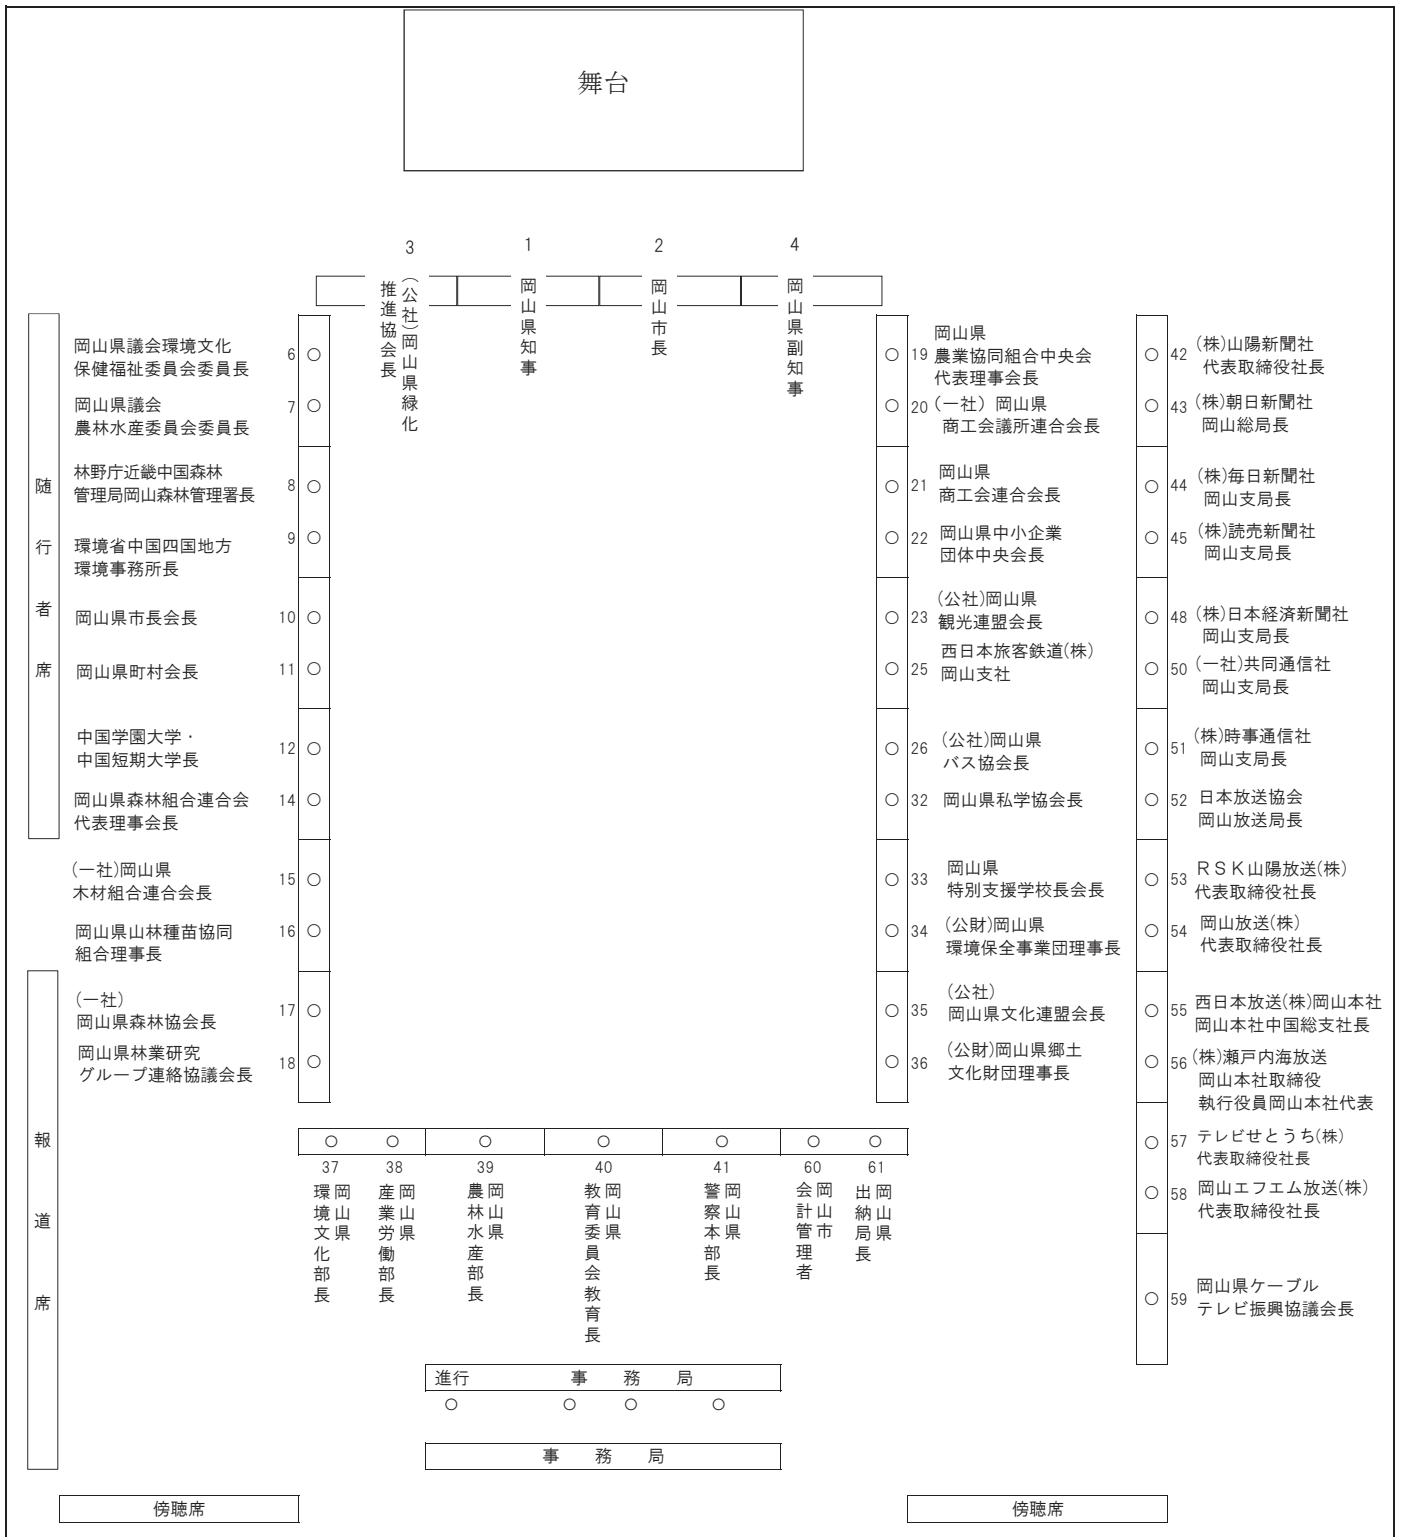 舞台
3
(公社)岡山県緑化
推進協会長
1
岡山県知事
2
岡山市長
4
岡山県副知事
随行者席
岡山県議会環境文化
保健福祉委員会委員長
6
岡山県議会
農林水産委員会委員長
7
林野庁近畿中国森林
管理局岡山森林管理署長
8
環境省中国四国地方
環境事務所長
9
岡山県市長会長
10
岡山県町村会長
11
中国学園大学・
中国短期大学長
12
岡山県森林組合連合会
代表理事会長
14
(一社)岡山県
木材組合連合会長
15
岡山県山林種苗協同
組合理事長
16
(一社)
岡山県森林協会長
17
岡山県林業研究
グループ連絡協議会長
18
報道席
19
岡山県
農業協同組合中央会
代表理事会長
20
(一社)岡山県
商工会議所連合会長
21
岡山県
商工会連合会長
22
岡山県中小企業
団体中央会長
23
(公社)岡山県
観光連盟会長
25
西日本旅客鉄道(株)
岡山支社
26
(公社)岡山県
バス協会長
32
岡山県私学協会長
33
岡山県
特別支援学校長会長
34
(公財)岡山県
環境保全事業団理事長
35
(公社)
岡山県文化連盟会長
36
(公財)岡山県郷土
文化財団理事長
42
(株)山陽新聞社
代表取締役社長
43
(株)朝日新聞社
岡山総局長
44
(株)毎日新聞社
岡山支局長
45
(株)読売新聞社
岡山支局長
48
(株)日本経済新聞社
岡山支局長
50
(一社)共同通信社
岡山支局長
51
(株)時事通信社
岡山支局長
52
日本放送協会
岡山放送局長
53
RSK山陽放送(株)
代表取締役社長
54
岡山放送(株)
代表取締役社長
55
西日本放送(株)岡山本社
岡山本社中国総支社長
56
(株)瀬戸内海放送
岡山本社取締役
執行役員岡山本社代表
57
テレビせとうち(株)
代表取締役社長
58
岡山エフエム放送(株)
代表取締役社長
59
岡山県ケーブル
テレビ振興協議会長
37
岡山県
環境文化部長
38
岡山県
産業労働部長
39
岡山県
農林水産部長
40
岡山県
教育委員会教育長
41
岡山県
警察本部長
60
岡山市
会計管理者
61
岡山県
出納局長
進行 事務局
事務局
傍聴席
傍聴席